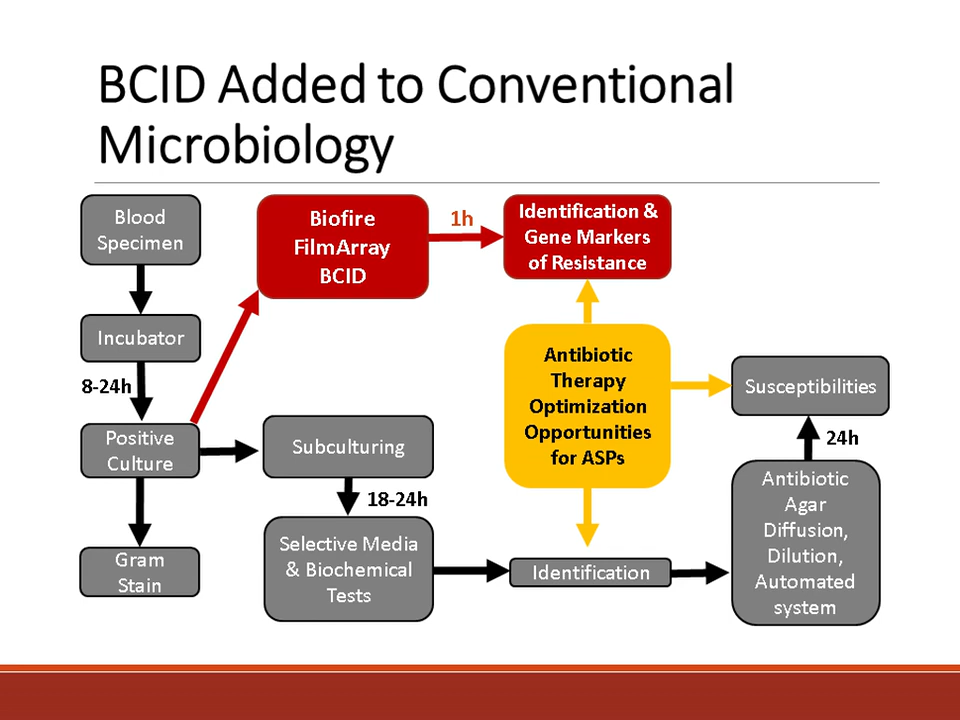 BCID Added to Conventional
Microbiology
Blood
Specimen
Incubator
8-24h
Positive
Culture
Gram
Stain
Biofire
FilmArray
BCID
1h
Identification &
Gene Markers
of Resistance
Subculturing
18-24h
Selective Media
& Biochemical
Tests
Antibiotic
Therapy
Optimization
Opportunities
for ASPs
Identification
Susceptibilities
24h
Antibiotic
Agar
Diffusion,
Dilution,
Automated
system